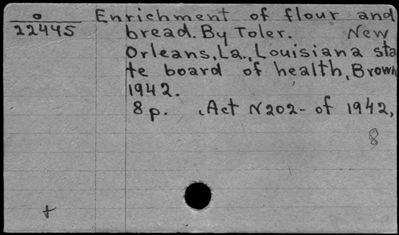 o Enrichment of flour and
22445 bread. By Toler. New
Orleans, La., Louisiana sta
te board of health, Brown
1942.
8 p. Act N 202- of 1942,
8